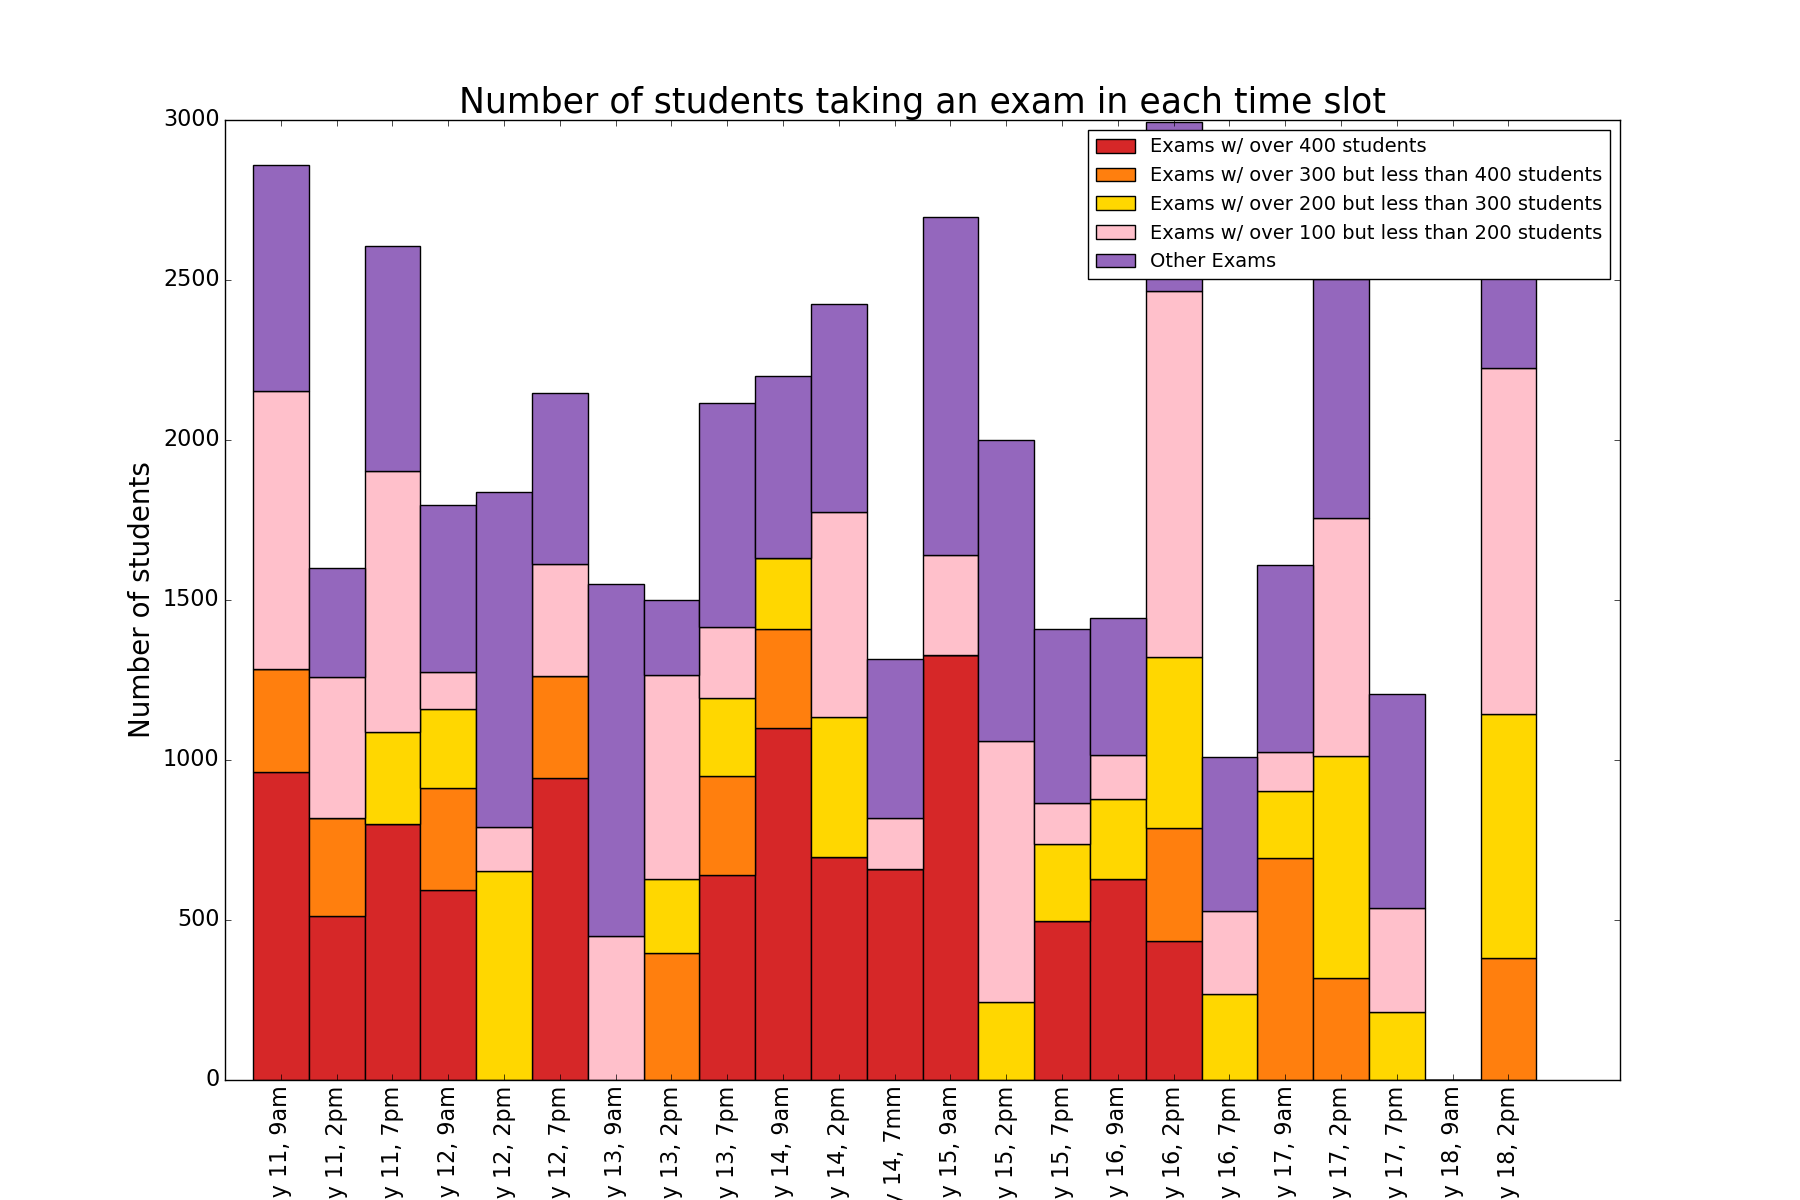 Number of students taking an exam in each time slot
Exams w/ over 400 students
Exams w/ over 300 but less than 400 students
Exams w/ over 200 but less than 300 students
Exams w/ over 100 but less than 200 students
Other Exams
Number of students
3000
2500
2000
1500
1000
500
0
y 11, 9am
y 11, 2pm
y 11, 7pm
y 12, 9am
y 12, 2pm
y 12, 7pm
y 13, 9am
y 13, 2pm
y 13, 7pm
y 14, 9am
y 14, 2pm
y 14, 7mm
y 15, 9am
y 15, 2pm
y 15, 7pm
y 16, 9am
y 16, 2pm
y 16, 7pm
y 17, 9am
y 17, 2pm
y 17, 7pm
y 18, 9am
y 18, 2pm